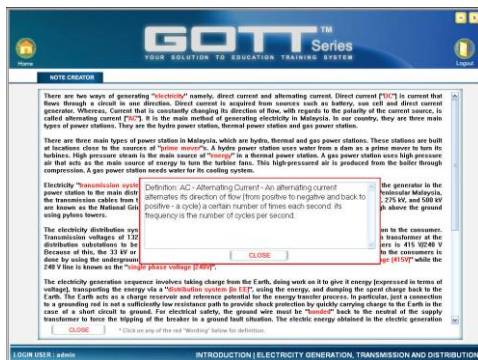 GOTT TM Series
YOUR SOLUTION TO EDUCATION TRAINING SYSTEM
Home
Logout
NOTE CREATOR
There are two ways of generating "electricity" namely, direct current and alternating current. Direct current ("DC") is current that
flows through a circuit in one direction. Direct current is acquired from sources such as battery, sun cell and direct current
generator. Whereas, Current that is constantly changing its direction of flow, with regards to the polarity of the current source, is
called alternating current ("AC"). It is the main method of generating electricity in Malaysia. In our country, they are three main
types of power stations. They are the hydro power station, thermal power station and gas power station.
There are three main types of power station in Malaysia, which are hydro, thermal and gas power stations. These stations are built
at locations close to the sources of "prime mover"s. A hydro power station uses water from a dam as a prime mover to turn its
turbines. High pressure steam is the main source of "energy" in a thermal power station. A gas power station uses high pressure
air that acts as the main source of energy to turn the turbine fans. This high-pressured air is produced from the boiler through
compression. A gas power station needs water for its cooling system.
Electricity "transmission syste
the generator in the
power station to the main distr
Peninsular Malaysia,
the transmission cables from t
275 kV, and 500 kV
are known as the National Gri
high above the ground
using pylons towers.
Definition: AC - Alternating Current - An alternating current
alternates its direction of flow (from positive to negative and back to
positive - a cycle) a certain number of times each second: its
frequency is the number of cycles per second.
CLOSE
The electricity distribution sys
on to the consumer.
Transmission voltages of 132
a transformer at the
distribution substations to be
consumers is 415 V/240 V
Because of this, the 33 kV or
to the consumers is
done by using the underground
voltage (415V)" while the
240 V line is known as the "single phase voltage (240V)".
The electricity generation sequence involves taking charge from the Earth, doing work on it to give it energy (expressed in terms of
voltage), transporting the energy via a "distribution system (in EE)", using the energy, and dumping the spent charge back to the
Earth. The Earth acts as a charge reservoir and reference potential for the energy transfer process. In particular, just a connection
to a grounding rod is not a sufficiently low resistance path to provide shock protection by quickly carrying charge to the Earth in the
case of a short circuit to ground. For electrical safety, the ground wire must be "bonded" back to the neutral of the supply
transformer to force the tripping of the breaker in a ground fault situation. The electric energy obtained in the electric generation
CLOSE
* Click on any of the red "Wording" below for definition.
LOGIN USER : admin
INTRODUCTION | ELECTRICITY GENERATION, TRANSMISSION AND DISTRIBUTION